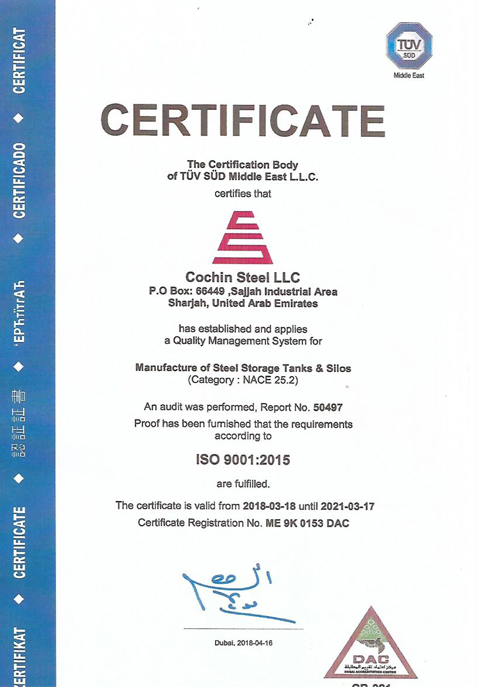 TÜV
SÜD
Middle East
CERTIFICATE
The Certification Body
of TÜV SÜD Middle East L.L.C.
certifies that
Cochin Steel LLC
P.O Box: 66449 ,Sajjah Industrial Area
Sharjah, United Arab Emirates
has established and applies
a Quality Management System for
Manufacture of Steel Storage Tanks & Silos
(Category : NACE 25.2)
An audit was performed, Report No. 50497
Proof has been furnished that the requirements
according to
ISO 9001:2015
are fulfilled.
The certificate is valid from 2018-03-18 until 2021-03-17
Certificate Registration No. ME 9K 0153 DAC
Dubai, 2018-04-16
DAC
DUBAI ACCREDITATION CENTER
ZERTIFIKAT ◆ CERTIFICATE ◆ 認証証書 ◆ ◆ CERTIFICADO ◆ CERTIFICAT